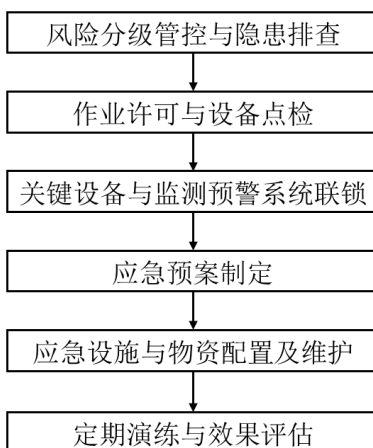 风险分级管控与隐患排查
作业许可与设备点检
关键设备与监测预警系统联锁
应急预案制定
应急设施与物资配置及维护
定期演练与效果评估